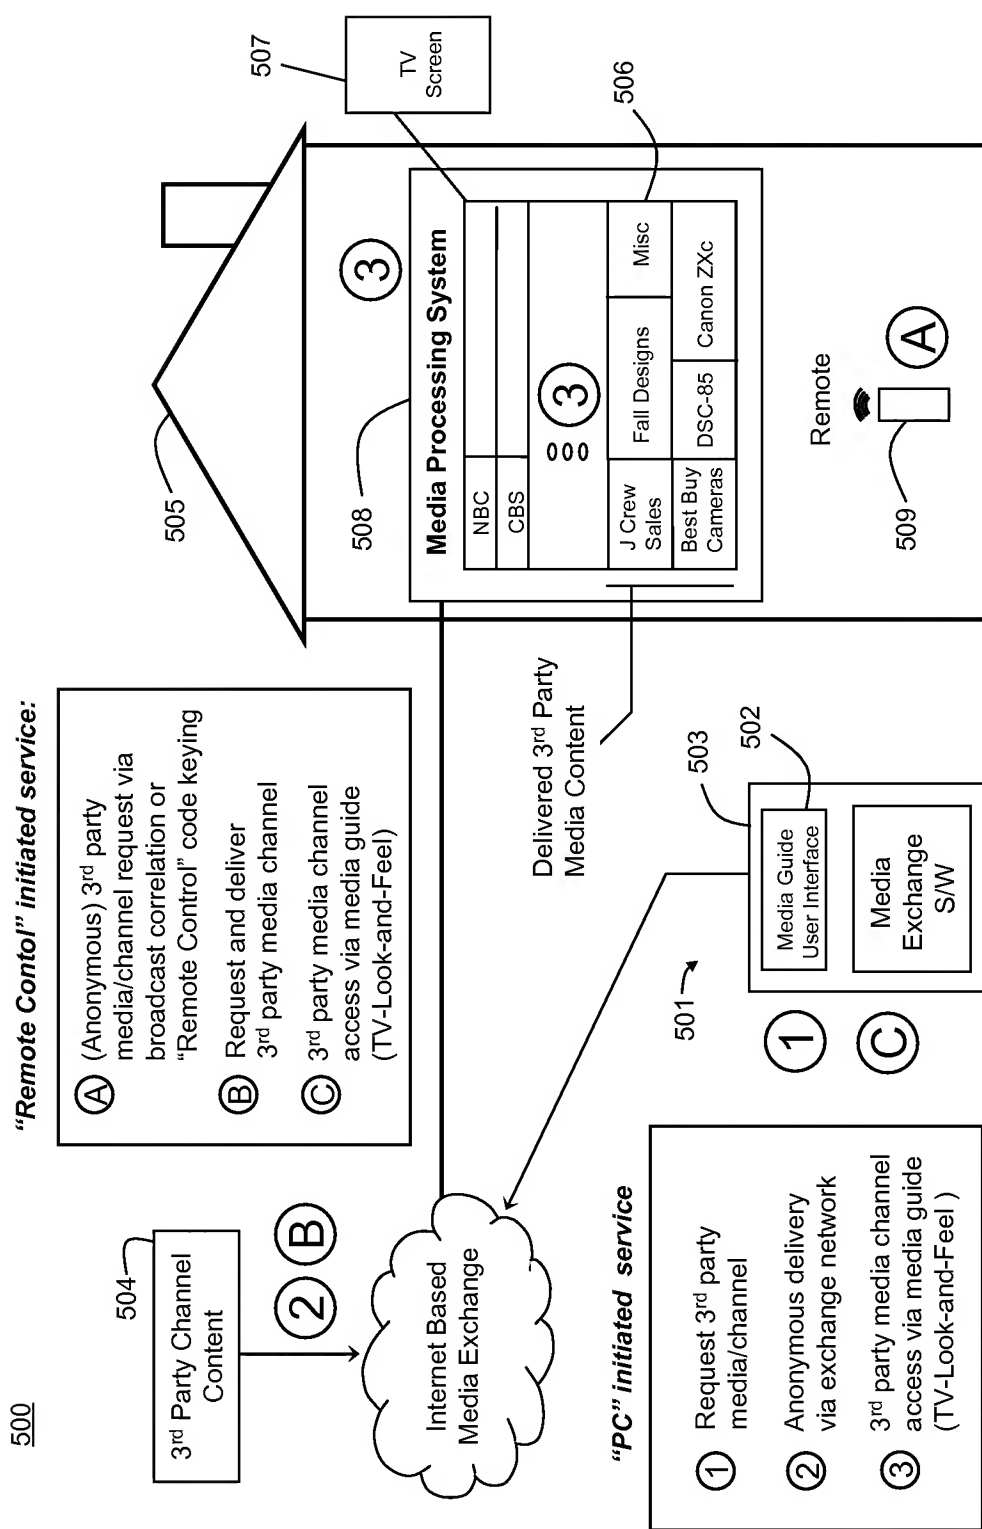 500
"Remote Contol" initiated service:
504
3rd Party Channel
Content
2
B
Internet Based
Media Exchange
A
(Anonymous) 3rd party
media/channel request via
broadcast correlation or
"Remote Control" code keying
B
Request and deliver
3rd party media channel
C
3rd party media channel
access via media guide
(TV-Look-and-Feel)
505
508
3
507
TV
Screen
Media Processing System
NBC
CBS
3
J Crew
Sales
Fall Designs
Misc
Best Buy
Cameras
DSC-85
Canon ZXc
506
Delivered 3rd Party
Media Content
Remote
A
509
"PC" initiated service
1
Request 3rd party
media/channel
2
Anonymous delivery
via exchange network
3
3rd party media channel
access via media guide
(TV-Look-and-Feel )
501
503
502
1
C
Media Guide
User Interface
Media
Exchange
S/W